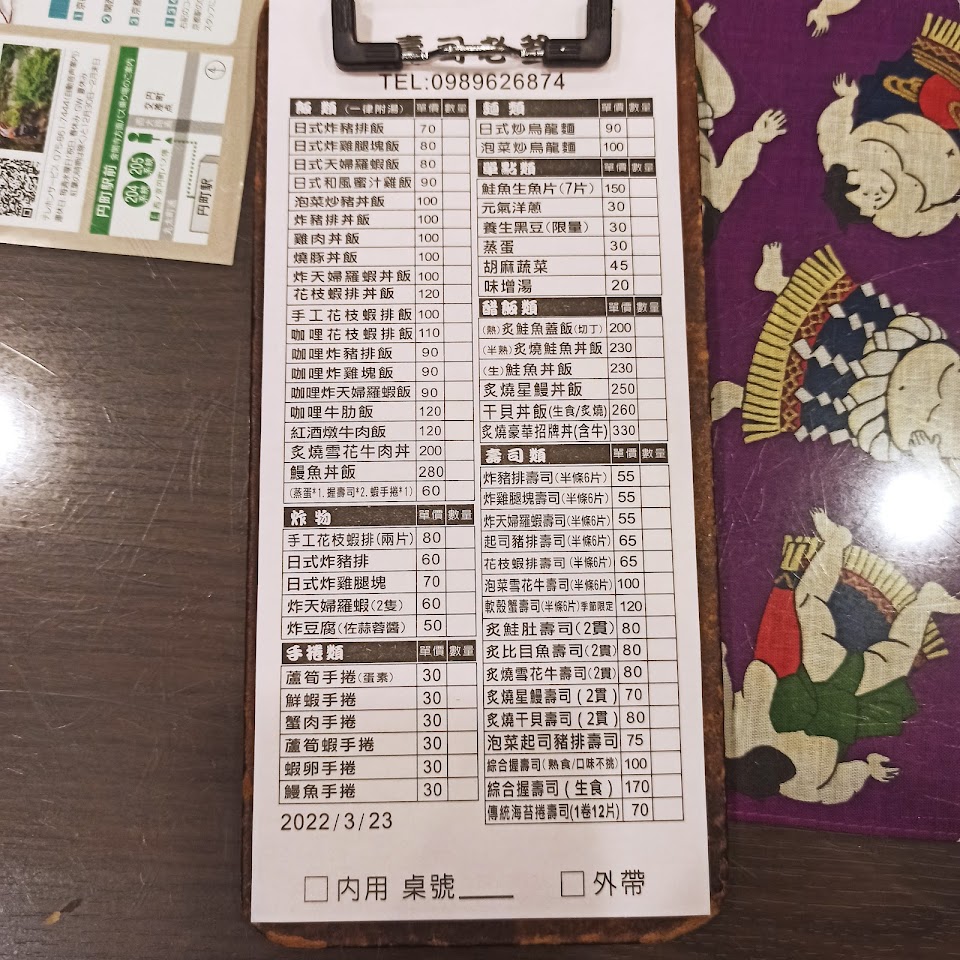 壽司老爹
TEL:0989626874
飯類 (一律附湯) 單價 數量
日式炸豬排飯 70
日式炸雞腿塊飯 80
日式天婦羅蝦飯 80
日式和風蜜汁雞飯 90
泡菜炒豬丼飯 100
炸豬排丼飯 100
雞肉丼飯 100
燒豚丼飯 100
炸天婦羅蝦丼飯 100
花枝蝦排丼飯 120
手工花枝蝦排飯 100
咖哩花枝蝦排飯 110
咖哩炸豬排飯 90
咖哩炸雞塊飯 90
咖哩炸天婦羅蝦飯 90
咖哩牛肋飯 120
紅酒燉牛肉飯 120
炙燒雪花牛肉丼 200
鰻魚丼飯 280
(蒸蛋*1.握壽司*2.蝦手捲*1) 60
炸物 單價 數量
手工花枝蝦排(兩片) 80
日式炸豬排 60
日式炸雞腿塊 70
炸天婦羅蝦(2隻) 60
炸豆腐(佐蒜蓉醬) 50
手捲類 單價 數量
蘆筍手捲(蛋素) 30
鮮蝦手捲 30
蟹肉手捲 30
蘆筍蝦手捲 30
蝦卵手捲 30
鰻魚手捲 30
2022/3/23
麵類 單價 數量
日式炒烏龍麵 90
泡菜炒烏龍麵 100
單點類 單價 數量
鮭魚生魚片(7片) 150
元氣洋蔥 30
養生黑豆(限量) 30
蒸蛋 30
胡麻蔬菜 45
味增湯 20
醋飯類 單價 數量
(熟)炙鮭魚蓋飯(切丁) 200
(半熟)炙燒鮭魚丼飯 230
(生)鮭魚丼飯 230
炙燒星鰻丼飯 250
干貝丼飯(生食/炙燒) 260
炙燒豪華招牌丼(含牛) 330
壽司類 單價 數量
炸豬排壽司(半條6片) 55
炸雞腿塊壽司(半條6片) 55
炸天婦羅蝦壽司(半條6片) 55
起司豬排壽司(半條6片) 65
花枝蝦排壽司(半條6片) 65
泡菜雪花牛壽司(半條6片) 100
軟殼蟹壽司(半條6片)季節限定 120
炙鮭肚壽司(2貫) 80
炙比目魚壽司(2貫) 80
炙燒雪花牛壽司(2貫) 80
炙燒星鰻壽司(2貫) 70
炙燒干貝壽司(2貫) 80
泡菜起司豬排壽司 75
綜合握壽司(熟食/口味不挑) 100
綜合握壽司(生食) 170
傳統海苔捲壽司(1卷12片) 70
□內用 桌號____ □外帶
円町駅前
204
205
円町駅